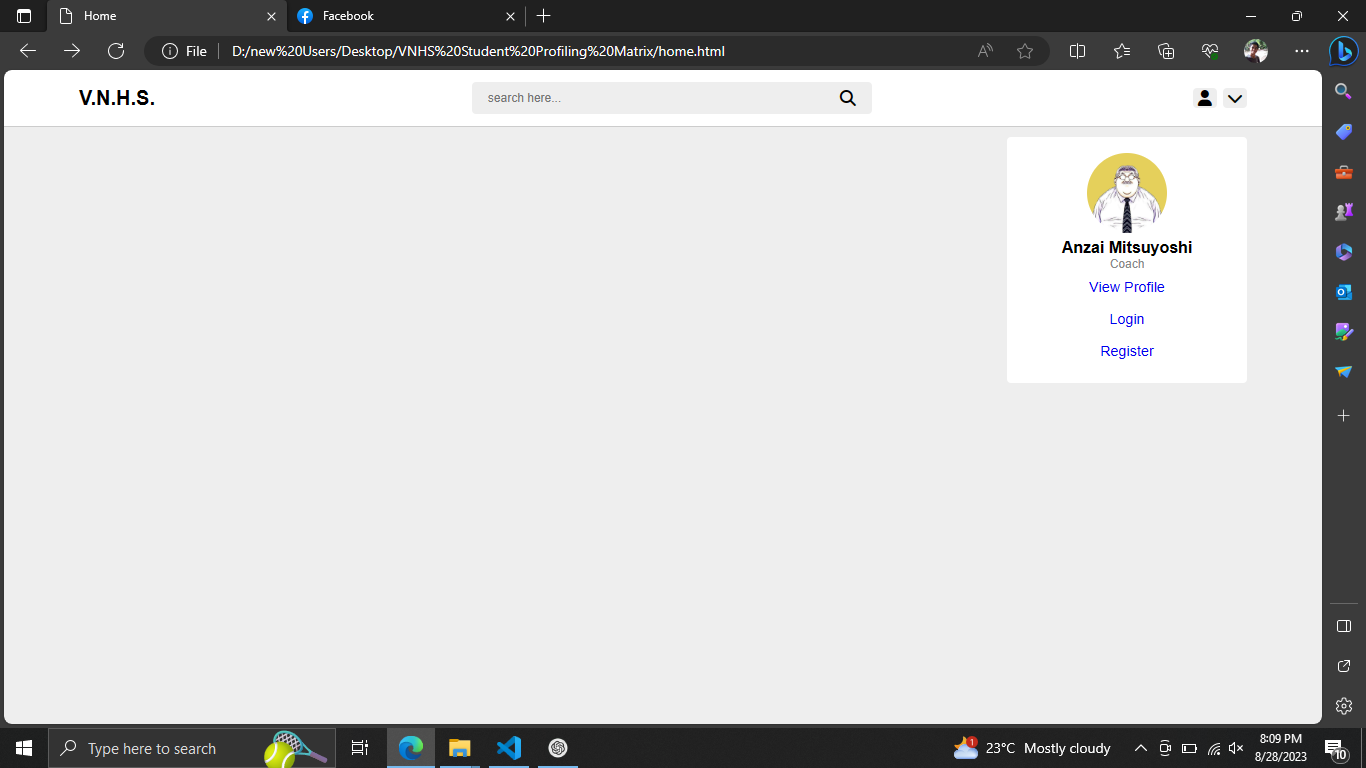 Home
Facebook
File
D:/new%20Users/Desktop/VNHS%20Student%20Profiling%20Matrix/home.html
V.N.H.S.
search here...
Anzai Mitsuyoshi
Coach
View Profile
Login
Register
Type here to search
1
23°C Mostly cloudy
8:09 PM
8/28/2023
10